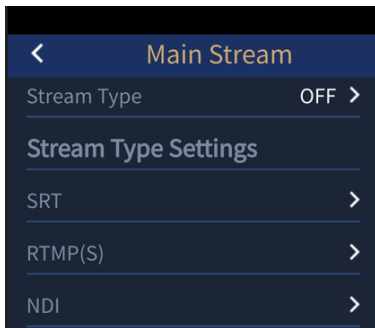 Main Stream
Stream Type OFF
Stream Type Settings
SRT
RTMP(S)
NDI